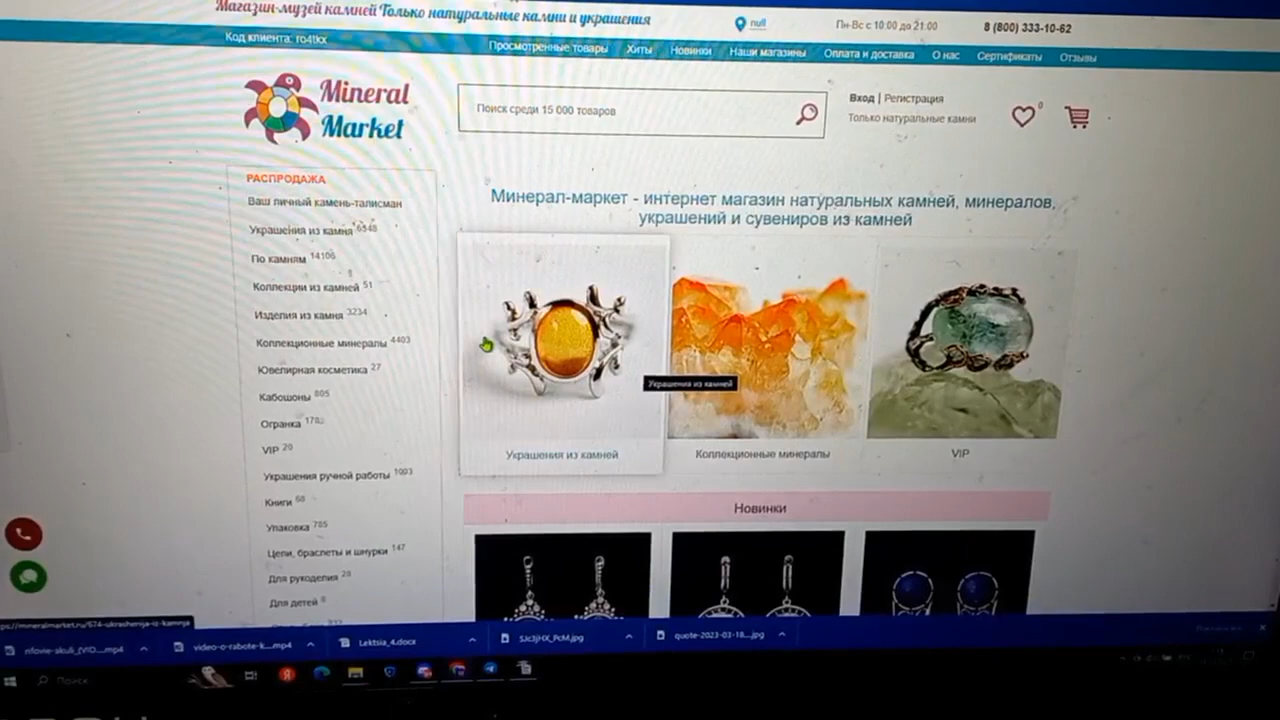 Магазин-музей камней Только натуральные камни и украшения
null
Пн-Вс с 10:00 до 21:00
8 (800) 333-10-62
Код клиента: ro4tkx
Просмотренные товары
Хиты
Новинки
Наши магазины
Оплата и доставка
О нас
Сертификаты
Отзывы
Mineral
Market
Поиск среди 15 000 товаров
Вход | Регистрация
Только натуральные камни
0
РАСПРОДАЖА
Ваш личный камень-талисман
Украшения из камня 6548
По камням 14106
Коллекции из камней 51
Изделия из камня 3234
Коллекционные минералы 4403
Ювелирная косметика 27
Кабошоны 805
Огранка
VIP 20
Украшения ручной работы 1003
Книги 68
Упаковка 785
Цепи, браслеты и шнурки 147
Для рукоделия 28
Для детей 8
Минерал-маркет - интернет магазин натуральных камней, минералов,
украшений и сувениров из камней
Украшения из камней
Украшения из камней
Коллекционные минералы
VIP
Новинки
video-o-rabote-k....mp4
Lektsia_4.docx
SJc3jHX_PcM.jpg
quote-2023-03-18....jpg
Поиск